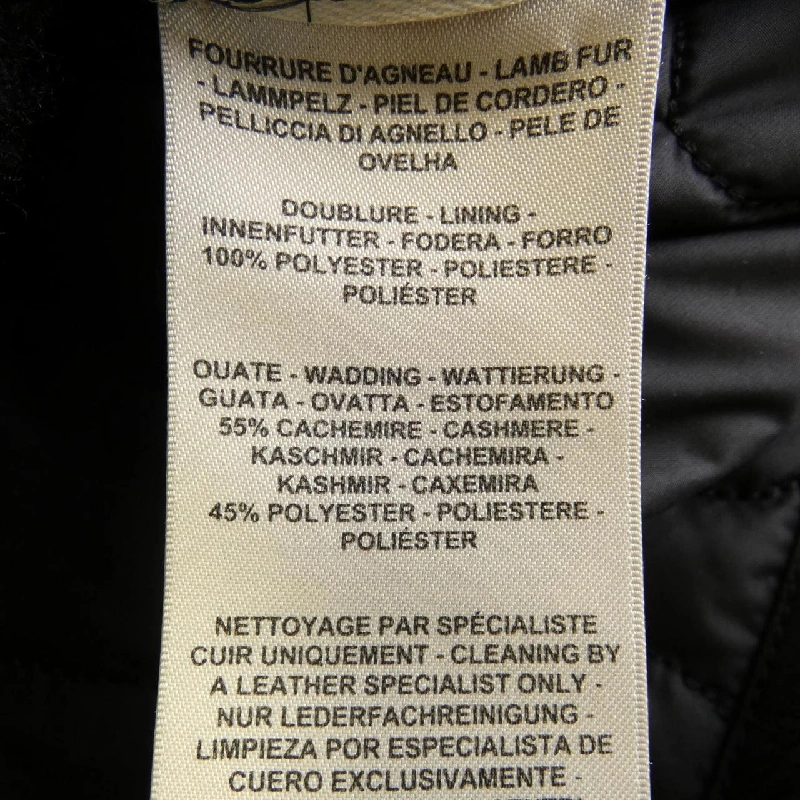 FOURRURE D'AGNEAU - LAMB FUR
- LAMMPELZ - PIEL DE CORDERO -
PELLICCIA DI AGNELLO - PELE DE
OVELHA
DOUBLURE - LINING -
INNENFUTTER - FODERA - FORRO
100% POLYESTER - POLIESTERE -
POLIÉSTER
OUATE - WADDING - WATTIERUNG -
GUATA - OVATTA - ESTOFAMENTO
55% CACHEMIRE - CASHMERE -
KASCHMIR - CACHEMIRA -
KASHMIR - CAXEMIRA
45% POLYESTER - POLIESTERE -
POLIÉSTER
NETTOYAGE PAR SPÉCIALISTE
CUIR UNIQUEMENT - CLEANING BY
A LEATHER SPECIALIST ONLY -
NUR LEDERFACHREINIGUNG -
LIMPIEZA POR ESPECIALISTA DE
CUERO EXCLUSIVAMENTE -